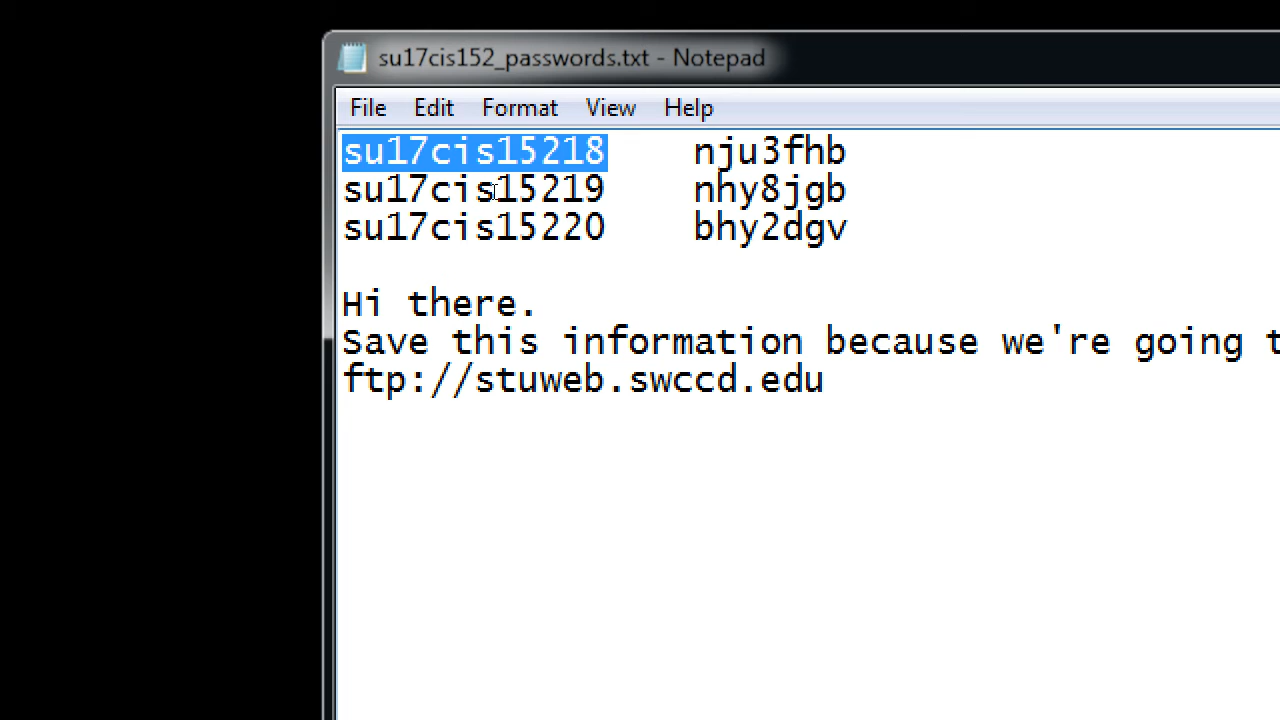 su17cis152_passwords.txt - Notepad
File Edit Format View Help
su17cis15218 nju3fhb
su17cis15219 nhy8jgb
su17cis15220 bhy2dgv
Hi there.
Save this information because we're going
ftp://stuweb.swccd.edu